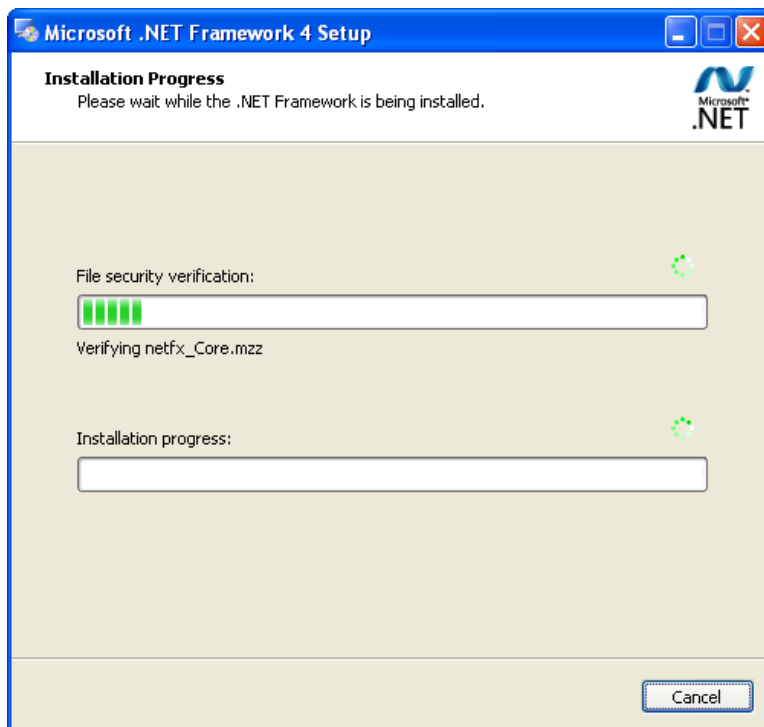 Microsoft .NET Framework 4 Setup
Installation Progress
Please wait while the .NET Framework is being installed.
Microsoft®
.NET
File security verification:
Verifying netfx_Core.mzz
Installation progress:
Cancel